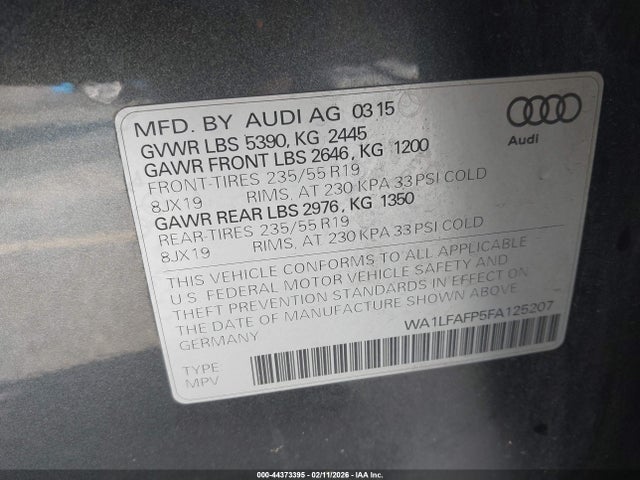 MFD. BY AUDI AG 03 15
GVWR LBS 5390, KG 2445
GAWR FRONT LBS 2646, KG 1200
FRONT-TIRES 235/55 R19
8JX19 RIMS, AT 230 KPA 33 PSI COLD
GAWR REAR LBS 2976, KG 1350
REAR-TIRES 235/55 R19
8JX19 RIMS, AT 230 KPA 33 PSI COLD
THIS VEHICLE CONFORMS TO ALL APPLICABLE
U S FEDERAL MOTOR VEHICLE SAFETY AND
THEFT PREVENTION STANDARDS IN EFFECT ON
THE DATE OF MANUFACTURE SHOWN ABOVE
GERMANY
WA1LFAFP5FA125207
TYPE
MPV
Audi
000-44373395 - 02/11/2026 - IAA Inc.